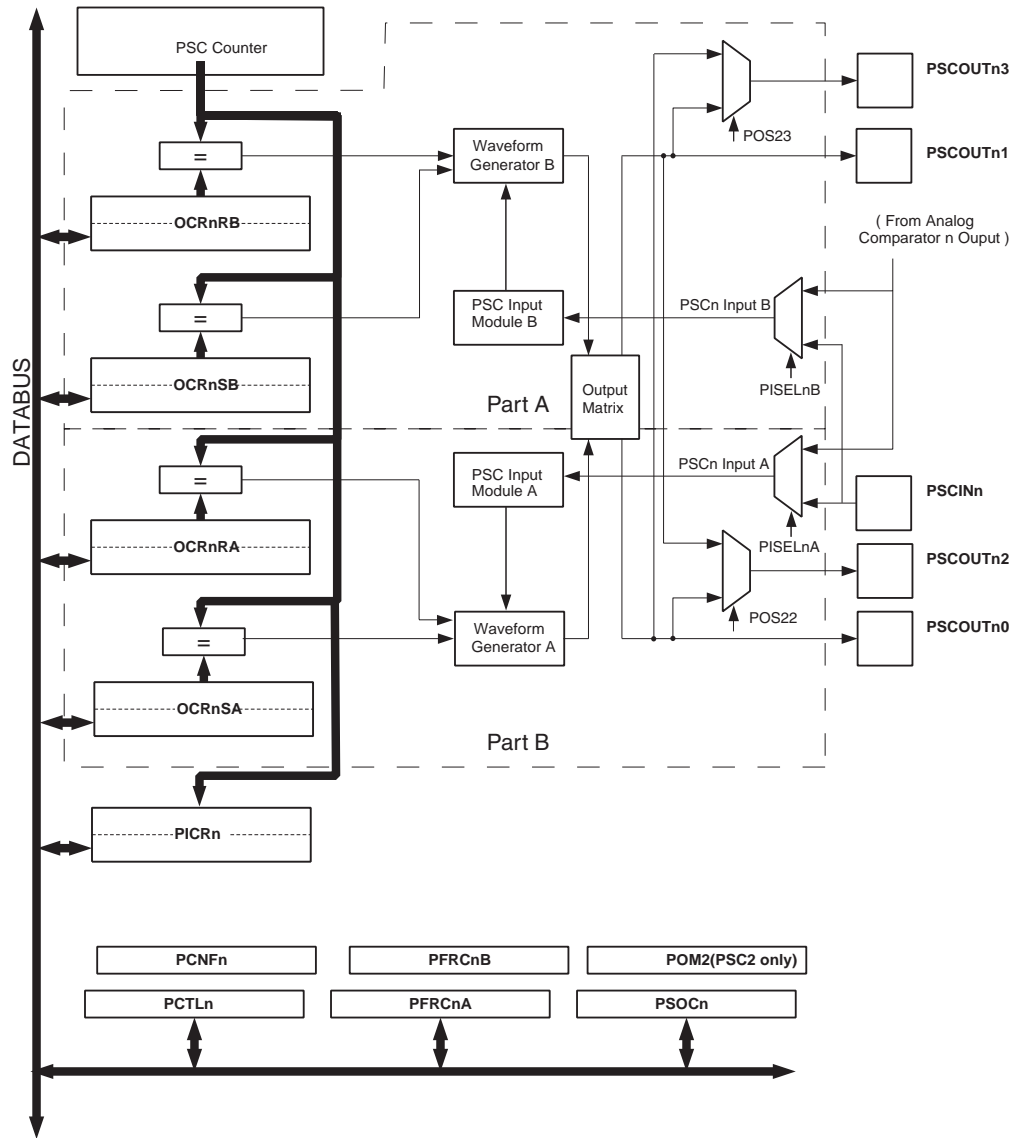 PSC Counter
PSCOUTn3
POS23
=
Waveform
Generator B
PSCOUTn1
OCRnRB
( From Analog
Comparator n Ouput )
=
PSC Input
Module B
PSCn Input B
OCRnSB
PISELnB
Output
Matrix
Part A
DATABUS
=
PSC Input
Module A
PSCn Input A
PSCINn
OCRnRA
PISELnA
PSCOUTn2
POS22
=
Waveform
Generator A
PSCOUTn0
OCRnSA
Part B
PICRn
PCNFn
PFRCnB
POM2(PSC2 only)
PCTLn
PFRCnA
PSOCn